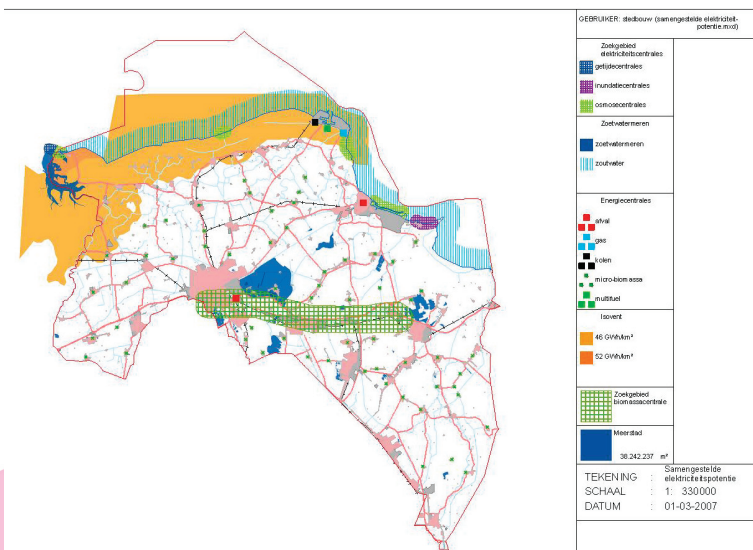 GEBRUIKER: stedbouw (samengestelde elektriciteit-
potentie.mxd)
Zoekgebied
elektriciteitscentrales
getijdecentrales
inundatiecentrales
osmosecentrales
Zoetwatermeren
zoetwatermeren
zoutwater
Energiecentrales
afval
gas
kolen
micro-biomassa
multifuel
Isovent
46 GWh/km²
52 GWh/km²
Zoekgebied
biomassacentrale
Meerstad
38.242.237 m²
TEKENING : Samengestelde
elektriciteitspotentie
SCHAAL : 1: 330000
DATUM : 01-03-2007